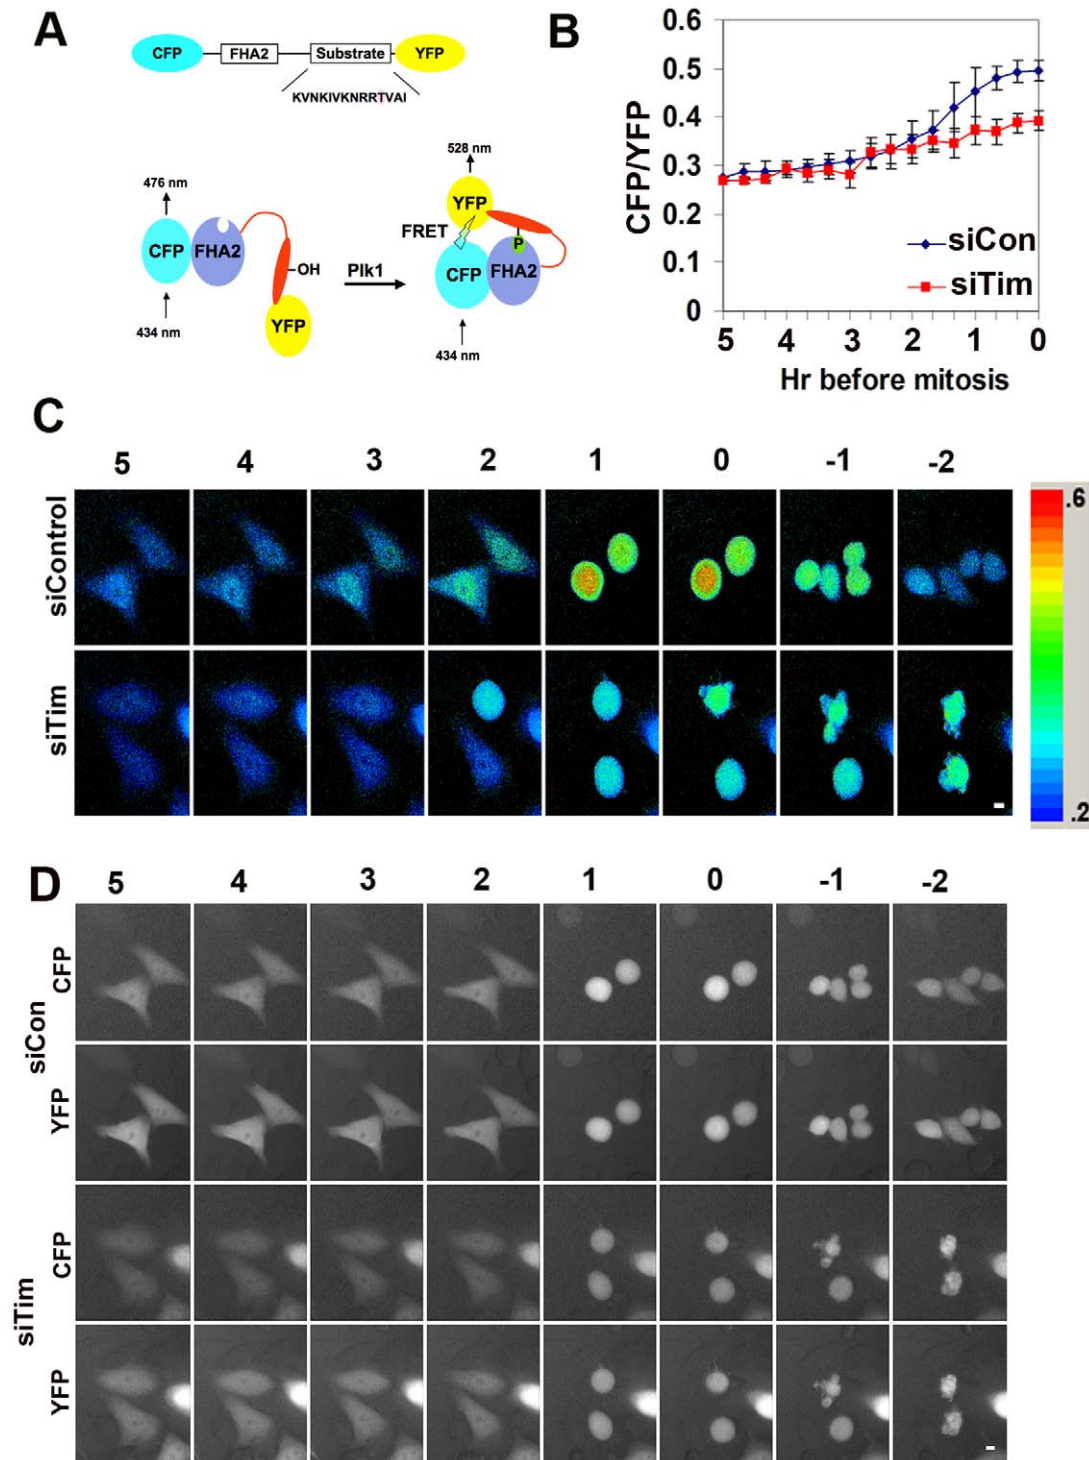 A
CFP FHA2 Substrate YFP
KVNKIVKNRRTVAI
476 nm
CFP FHA2
-OH
YFP
434 nm
Plk1
528 nm
YFP
FRET
P
CFP FHA2
434 nm
B
CFP/YFP
0.6
0.5
0.4
0.3
0.2
0.1
0
siCon
siTim
5 4 3 2 1 0
Hr before mitosis
C
5 4 3 2 1 0 -1 -2
siControl
siTim
.6
.2
D
5 4 3 2 1 0 -1 -2
siCon
CFP
YFP
siTim
CFP
YFP